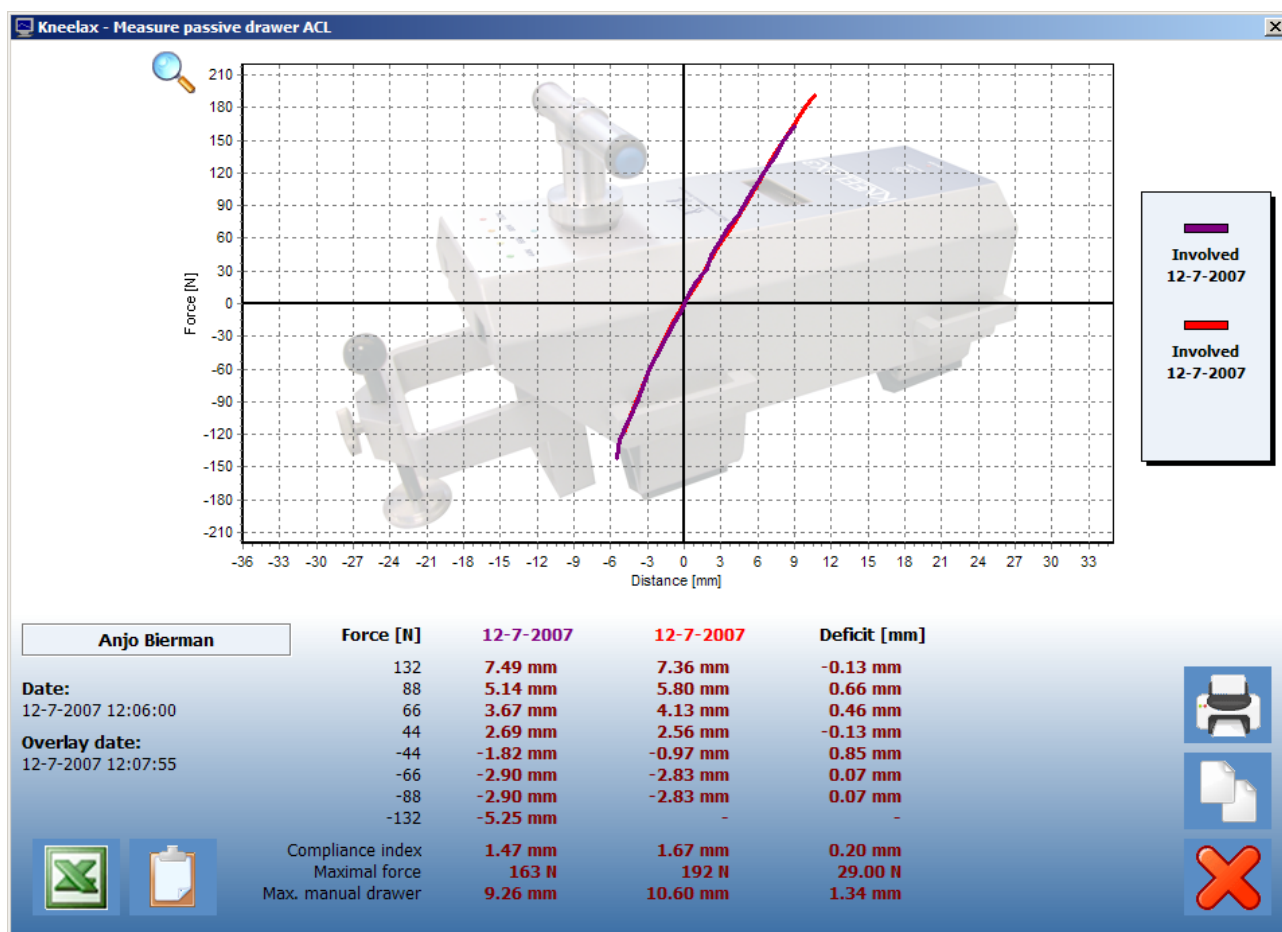 Kneelax - Measure passive drawer ACL
210
180
150
120
90
60
30
0
-30
-60
-90
-120
-150
-180
-210
Force [N]
-36 -33 -30 -27 -24 -21 -18 -15 -12 -9 -6 -3 0 3 6 9 12 15 18 21 24 27 30 33
Distance [mm]
Involved
12-7-2007
Involved
12-7-2007
Anjo Bierman
Date:
12-7-2007 12:06:00
Overlay date:
12-7-2007 12:07:55
Force [N] 12-7-2007 12-7-2007 Deficit [mm]
132 7.49 mm 7.36 mm -0.13 mm
88 5.14 mm 5.80 mm 0.66 mm
66 3.67 mm 4.13 mm 0.46 mm
44 2.69 mm 2.56 mm -0.13 mm
-44 -1.82 mm -0.97 mm 0.85 mm
-66 -2.90 mm -2.83 mm 0.07 mm
-88 -2.90 mm -2.83 mm 0.07 mm
-132 -5.25 mm - -
Compliance index 1.47 mm 1.67 mm 0.20 mm
Maximal force 163 N 192 N 29.00 N
Max. manual drawer 9.26 mm 10.60 mm 1.34 mm